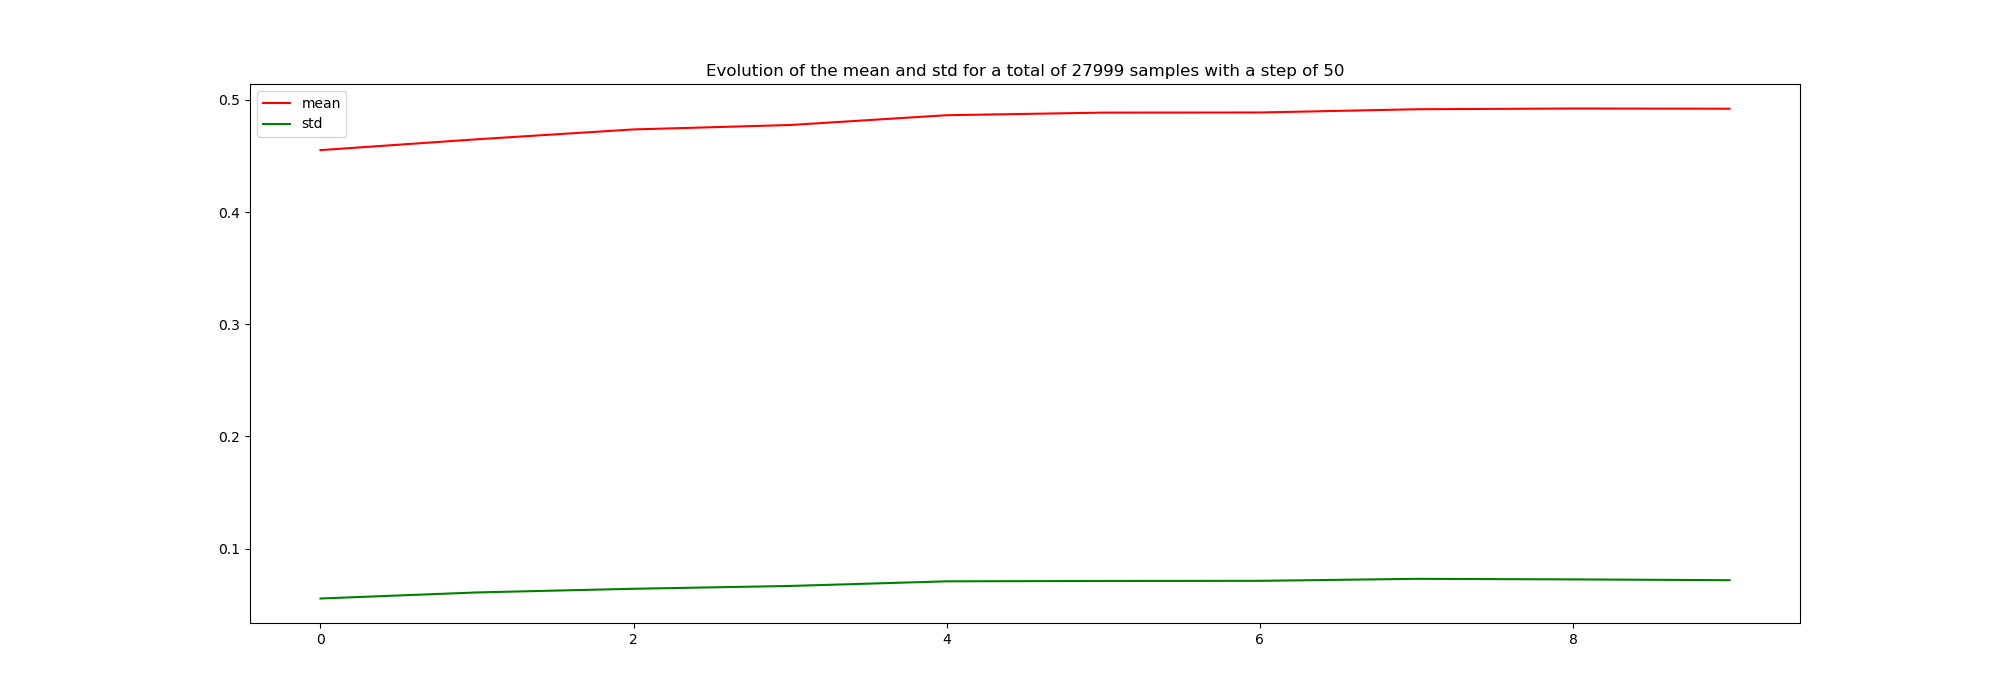 Evolution of the mean and std for a total of 27999 samples with a step of 50
mean
std
0.5
0.4
0.3
0.2
0.1
0 2 4 6 8